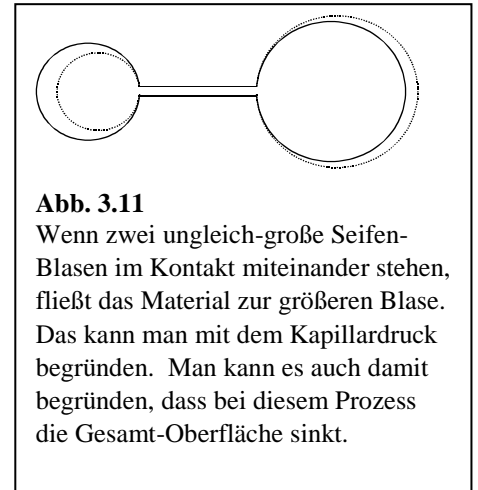 Abb. 3.11
Wenn zwei ungleich-große Seifen-
Blasen im Kontakt miteinander stehen,
fließt das Material zur größeren Blase.
Das kann man mit dem Kapillardruck
begründen.  Man kann es auch damit
begründen, dass bei diesem Prozess
die Gesamt-Oberfläche sinkt.